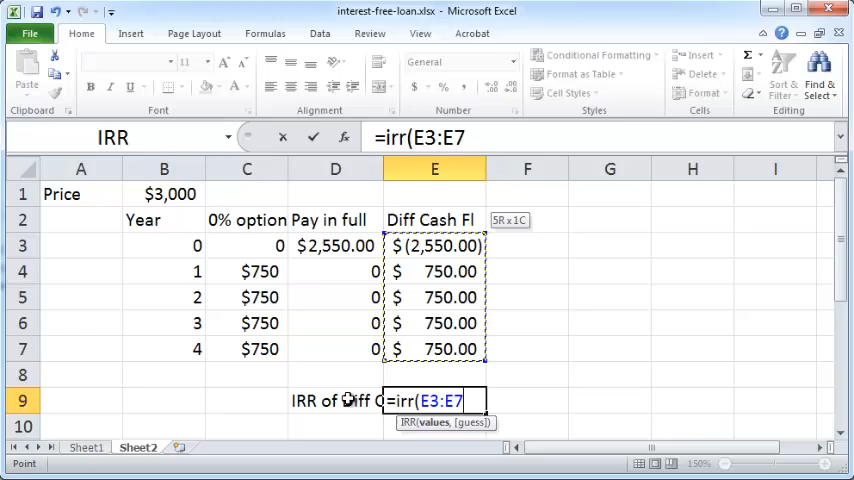 interest-free-loan.xlsx - Microsoft Excel
File Home Insert Page Layout Formulas Data Review View Acrobat
Paste
11
General
Conditional Formatting
Format as Table
Cell Styles
Insert
Delete
Format
Sort &
Filter
Find &
Select
Clipboard Font Alignment Number Styles Cells Editing
IRR =irr(E3:E7
A B C D E F G H I
1 Price $3,000
2 Year 0% option Pay in full Diff Cash Fl 5R x 1C
3 0 0 $2,550.00 $ (2,550.00)
4 1 $750 0 $ 750.00
5 2 $750 0 $ 750.00
6 3 $750 0 $ 750.00
7 4 $750 0 $ 750.00
8
9 IRR of Diff C =irr(E3:E7
IRR(values, [guess])
10
Sheet1 Sheet2
Point 150%